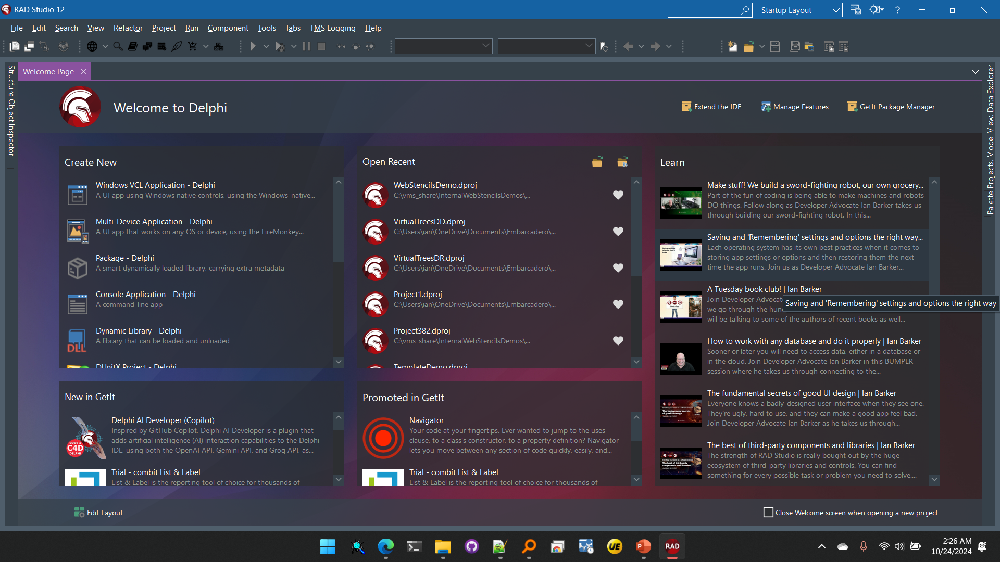 RAD Studio 12
Startup Layout
File Edit Search View Refactor Project Run Component Tools Tabs TMS Logging Help
Structure Object Inspector
Welcome Page
Palette Projects, Model View, Data Explorer
Welcome to Delphi
Extend the IDE
Manage Features
GetIt Package Manager
Create New
Windows VCL Application - Delphi
A UI app using Windows native controls, using the Windows-native...
Multi-Device Application - Delphi
A UI app that works on any OS or device, using the FireMonkey...
Package - Delphi
A smart dynamically loaded library, carrying extra metadata
Console Application - Delphi
A command-line app
DLL
Dynamic Library - Delphi
A library that can be loaded and unloaded
DUnitX Project - Delphi
Open Recent
WebStencilsDemo.dproj
C:\vms_share\InternalWebStencilsDemos\...
VirtualTreesDD.dproj
C:\Users\ian\OneDrive\Documents\Embarcadero\...
VirtualTreesDR.dproj
C:\Users\ian\OneDrive\Documents\Embarcadero\...
Project1.dproj
C:\Users\ian\OneDrive\Documents\Embarcadero\...
Project382.dproj
C:\vms_share\InternalWebStencilsDemos\...
TemplateDemo.dproj
Learn
Make stuff! We build a sword-fighting robot, our own grocery...
Part of the fun of coding is being able to make machines and robots
DO things. Follow along as Developer Advocate Ian Barker takes us
through building our sword-fighting robot. In this...
Saving and 'Remembering' settings and options the right way...
Each operating system has its own best practices when it comes to
storing app settings or options and then restoring them the next
time the app runs. Join us as Developer Advocate Ian Barker...
A Tuesday book club! | Ian Barker
Join Developer Advocat
we go through the hun
will be talking to some of the authors of recent books as well...
Saving and 'Remembering' settings and options the right way
How to work with any database and do it properly | Ian Barker
Sooner or later you will need to access data, either in a database or
in the cloud. Join Developer Advocate Ian Barker in this BUMPER
session where he takes us through connecting to the...
The fundamental secrets of good UI design | Ian Barker
Everyone knows a badly-designed user interface when they see one.
They're ugly, hard to use, and they can make a good app feel bad.
Join Developer Advocate Ian Barker as he takes us through...
The best of third-party components and libraries | Ian Barker
The strength of RAD Studio is really bought out by the huge
ecosystem of third-party libraries and controls. You can find
something for every possible task or problem you need to solve....
New in GetIt
CODE 4
C4D
DELPHI
Delphi AI Developer (Copilot)
Inspired by GitHub Copilot, Delphi AI Developer is a plugin that
adds artificial intelligence (AI) interaction capabilities to the Delphi
IDE, using both the OpenAI API, Gemini API, and Groq API, as...
Trial - combit List & Label
List & Label is the reporting tool of choice for thousands of
Promoted in GetIt
Navigator
Your code at your fingertips. Ever wanted to jump to the uses
clause, to a class's constructor, to a property definition? Navigator
lets you move between any section of code quickly, easily, and...
Trial - combit List & Label
List & Label is the reporting tool of choice for thousands of
Edit Layout
Close Welcome screen when opening a new project
UE
RAD
2:26 AM
10/24/2024